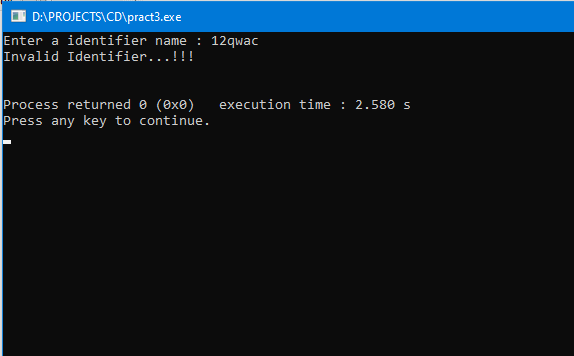 D:\PROJECTS\CD\pract3.exe
Enter a identifier name : 12qwac
Invalid Identifier...!!!
Process returned 0 (0x0)   execution time : 2.580 s
Press any key to continue.